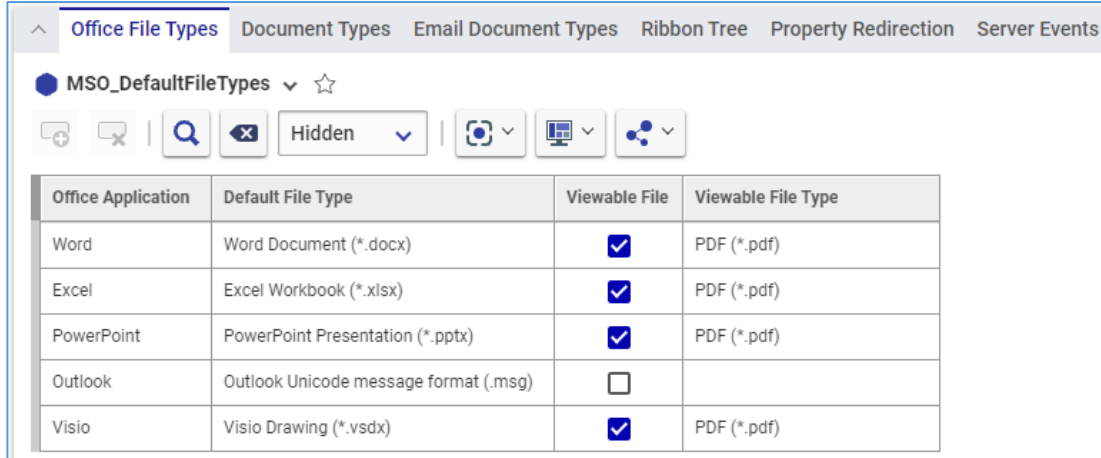 Office File Types Document Types Email Document Types Ribbon Tree Property Redirection Server Events
MSO_DefaultFileTypes
Hidden
Office Application Default File Type Viewable File Viewable File Type
Word Word Document (*.docx) PDF (*.pdf)
Excel Excel Workbook (*.xlsx) PDF (*.pdf)
PowerPoint PowerPoint Presentation (*.pptx) PDF (*.pdf)
Outlook Outlook Unicode message format (.msg)
Visio Visio Drawing (*.vsdx) PDF (*.pdf)